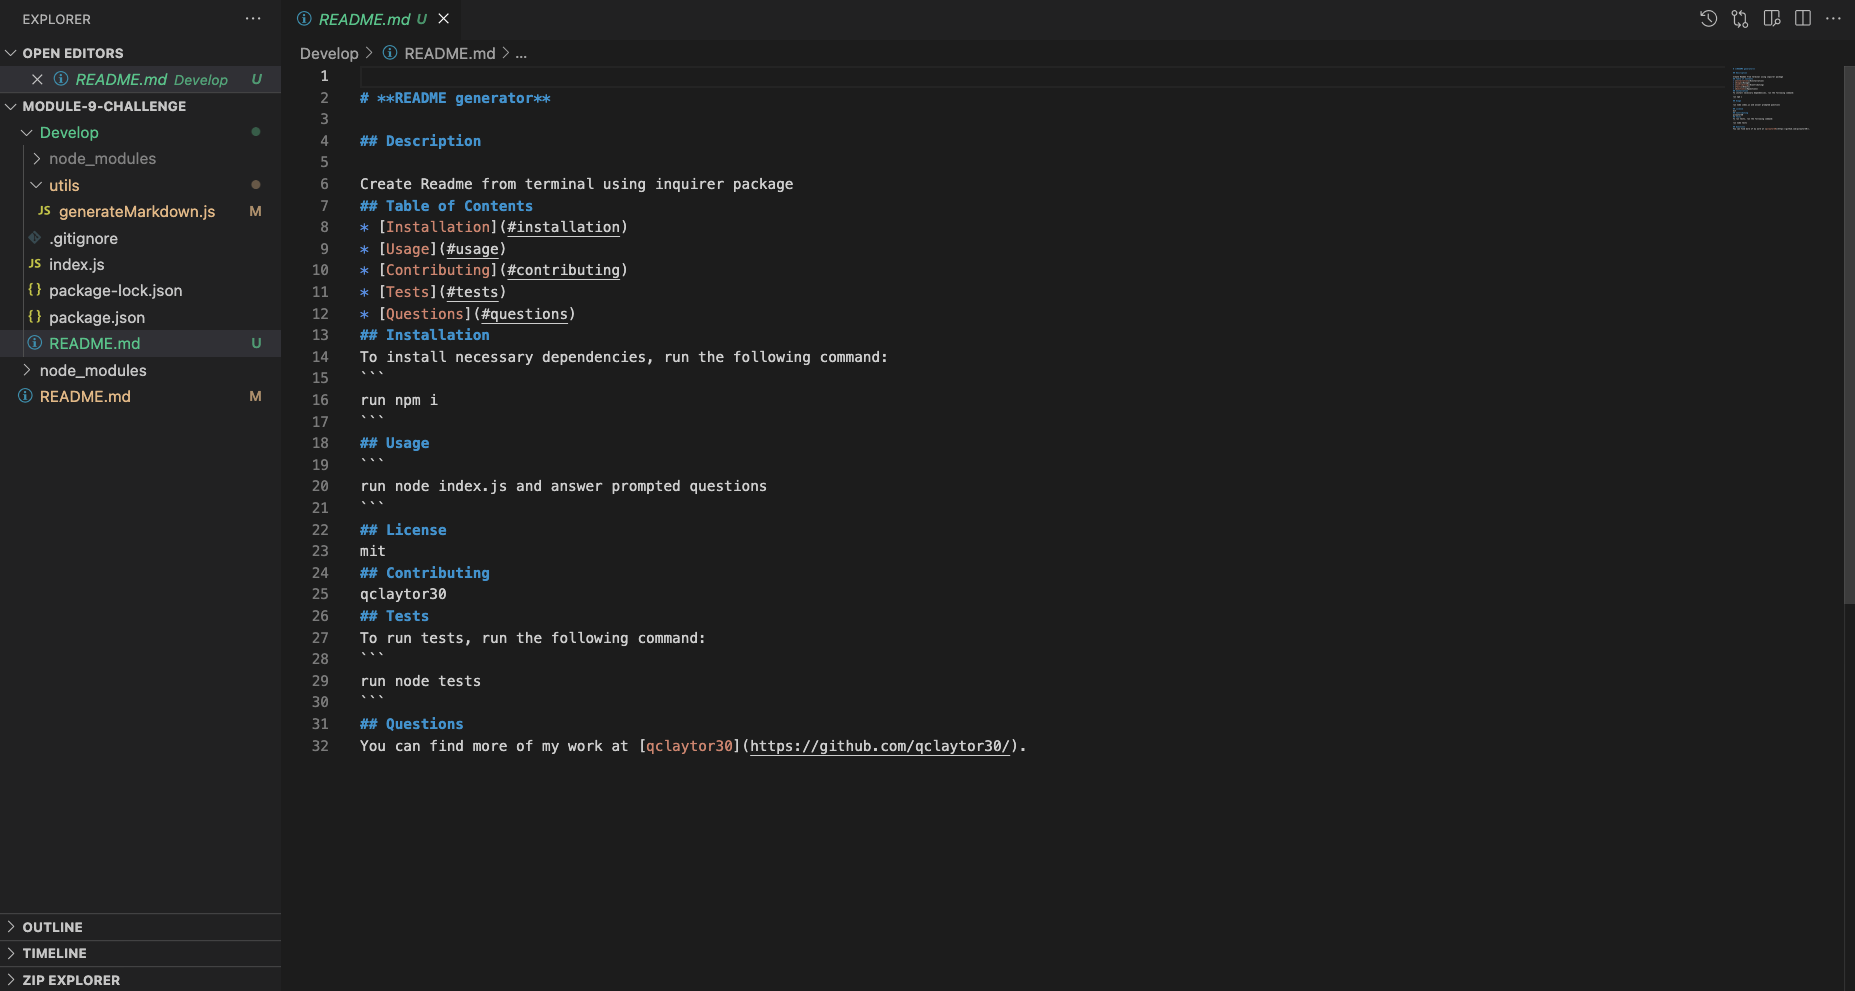 EXPLORER
OPEN EDITORS
README.md Develop U
MODULE-9-CHALLENGE
Develop
node_modules
utils
JS generateMarkdown.js M
.gitignore
JS index.js
{} package-lock.json
{} package.json
README.md U
node_modules
README.md M
OUTLINE
TIMELINE
ZIP EXPLORER
README.md U
Develop > README.md > ...
1
2 # **README generator**
3
4 ## Description
5
6 Create Readme from terminal using inquirer package
7 ## Table of Contents
8 * [Installation](#installation)
9 * [Usage](#usage)
10 * [Contributing](#contributing)
11 * [Tests](#tests)
12 * [Questions](#questions)
13 ## Installation
14 To install necessary dependencies, run the following command:
15 ```
16 run npm i
17 ```
18 ## Usage
19 ```
20 run node index.js and answer prompted questions
21 ```
22 ## License
23 mit
24 ## Contributing
25 qclaytor30
26 ## Tests
27 To run tests, run the following command:
28 ```
29 run node tests
30 ```
31 ## Questions
32 You can find more of my work at [qclaytor30](https://github.com/qclaytor30/).